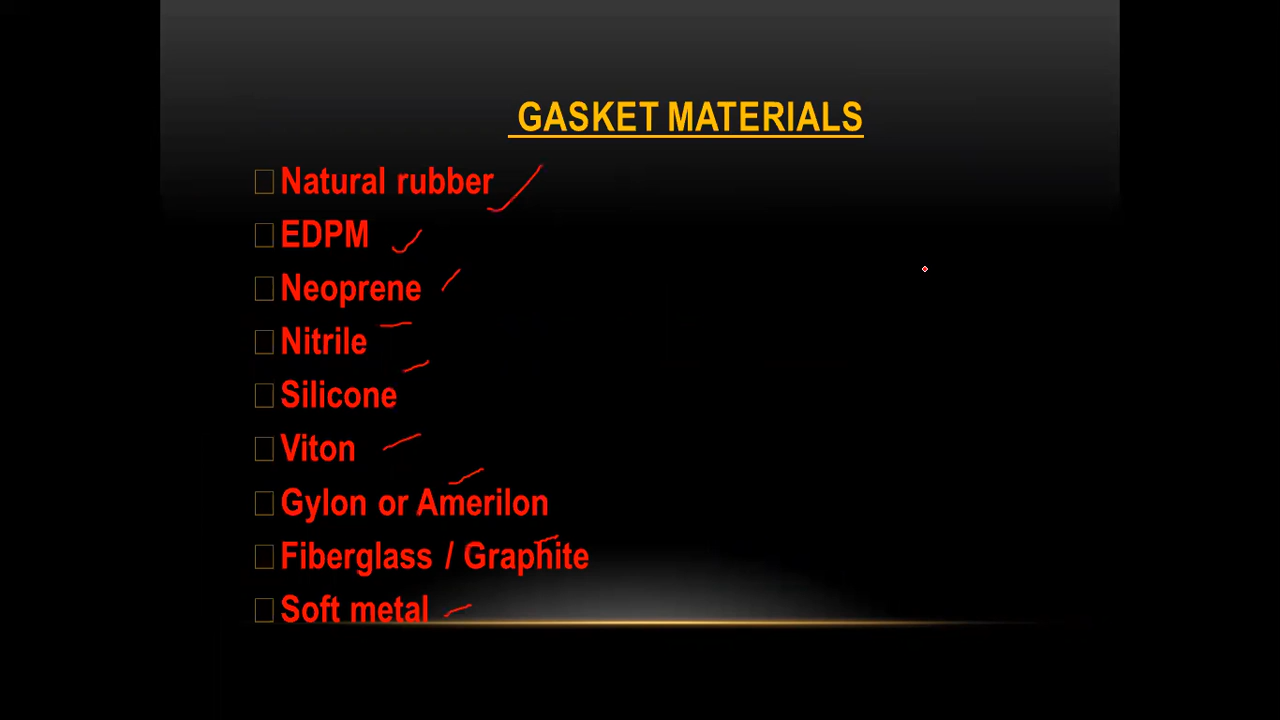 GASKET MATERIALS
Natural rubber
EDPM
Neoprene
Nitrile
Silicone
Viton
Gylon or Amerilon
Fiberglass / Graphite
Soft metal